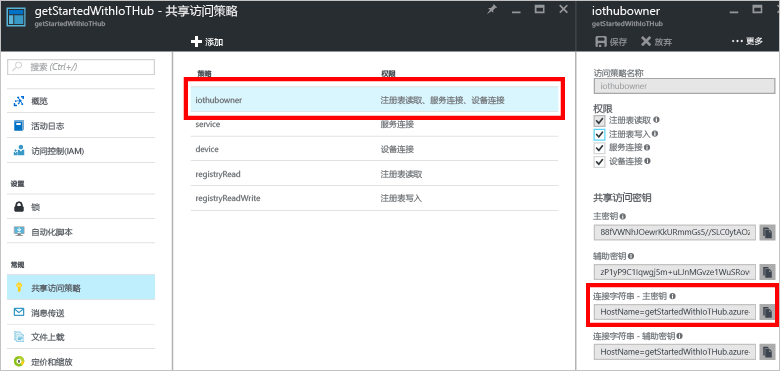 getStartedWithIoTHub - 共享访问策略
添加
搜索 (Ctrl+/)
概览
活动日志
访问控制(IAM)
设置
锁
自动化脚本
常规
共享访问策略
消息传送
文件上载
定价和缩放
策略 权限
iothubowner 注册表读取、服务连接、设备连接
service 服务连接
device 设备连接
registryRead 注册表读取
registryReadWrite 注册表写入
iothubowner
getStartedWithIoTHub
保存 放弃 ··· 更多
访问策略名称
iothubowner
权限
注册表读取
注册表写入
服务连接
设备连接
共享访问密钥
主密钥
88fVWNhJOewrKkURmmGs5//SLC0ytAOz
辅助密钥
zP1yP9C1Iqwgj5m+uLJnMGvze1WuSRov
连接字符串 - 主密钥
HostName=getStartedWithIoTHub.azure-
连接字符串 - 辅助密钥
HostName=getStartedWithIoTHub.azure-